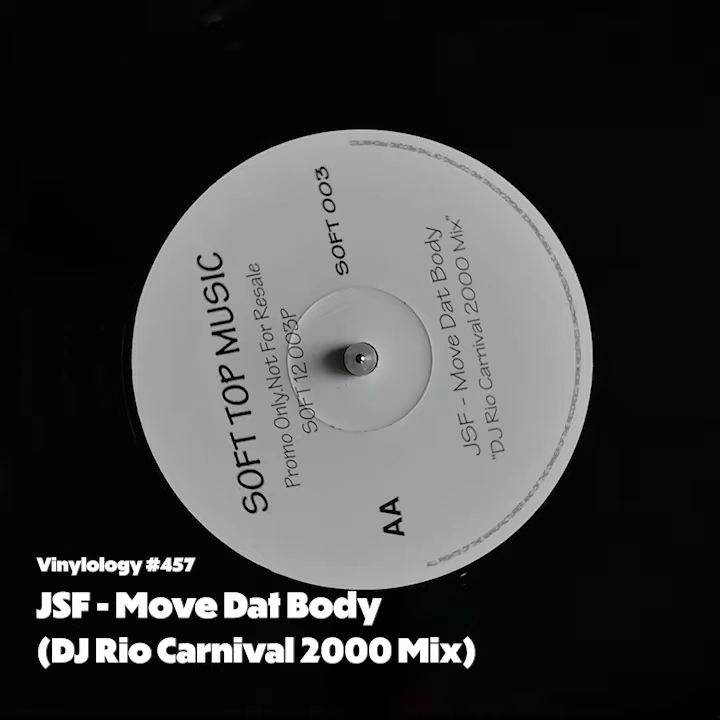 SOFT TOP MUSIC
Promo Only.Not For Resale
SOFT 12 003P
SOFT 003
AA
JSF - Move Dat Body
"DJ Rio Carnival 2000 Mix"
Vinylology #457
JSF - Move Dat Body
(DJ Rio Carnival 2000 Mix)